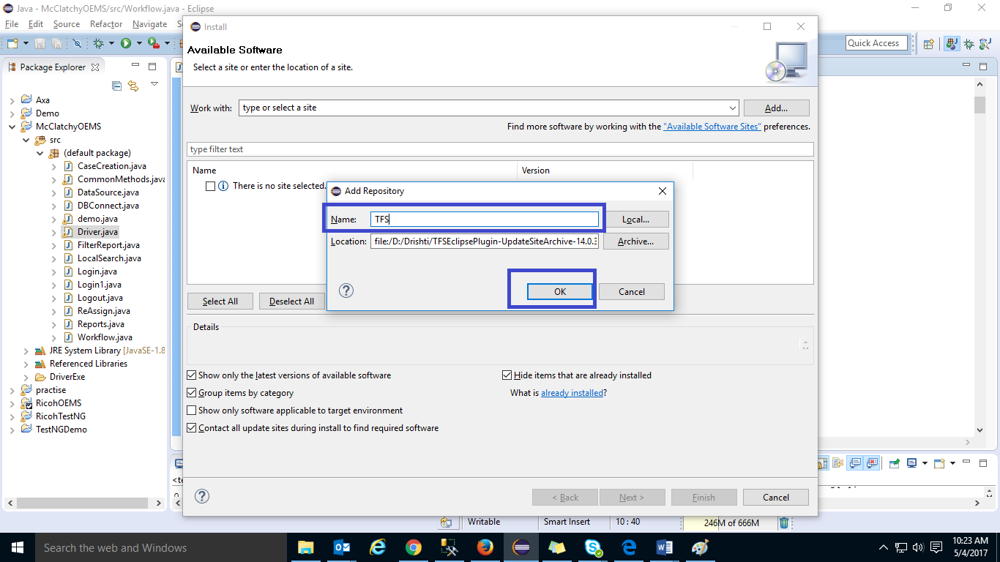 Java - McClatchyOEMS/src/Workflow.java - Eclipse
File Edit Source Refactor Navigate
Quick Access
Package Explorer
Axa
Demo
McClatchyOEMS
src
(default package)
CaseCreation.java
CommonMethods.java
DataSource.java
DBConnect.java
demo.java
Driver.java
FilterReport.java
LocalSearch.java
Login.java
Login1.java
Logout.java
ReAssign.java
Reports.java
Workflow.java
JRE System Library [JavaSE-1.8
Referenced Libraries
DriverExe
practise
RicohOEMS
RicohTestNG
TestNGDemo
Install
Available Software
Select a site or enter the location of a site.
Work with: type or select a site Add...
Find more software by working with the "Available Software Sites" preferences.
type filter text
Name Version
There is no site selected.
Add Repository
Name: TFS Local...
Location: file:/D:/Drishti/TFSEclipsePlugin-UpdateSiteArchive-14.0.3 Archive...
OK Cancel
Select All Deselect All
Details
Show only the latest versions of available software Hide items that are already installed
Group items by category What is already installed?
Show only software applicable to target environment
Contact all update sites during install to find required software
< Back Next > Finish Cancel
Writable Smart Insert 10 : 40 246M of 666M
Search the web and Windows
10:23 AM
5/4/2017